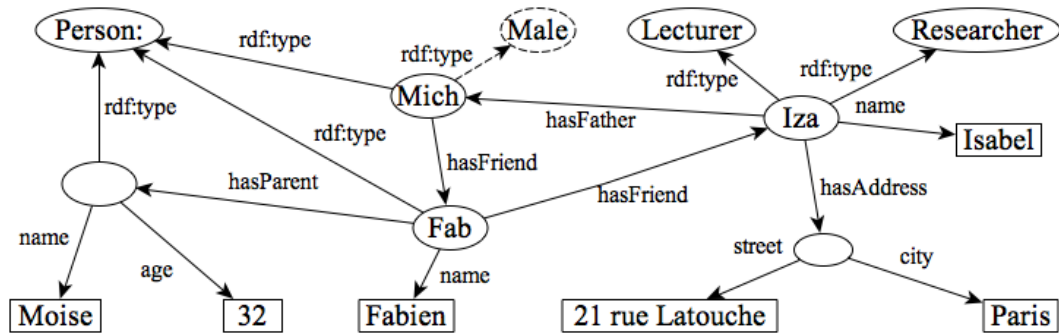 Person:
rdf:type
Male
Lecturer
Researcher
rdf:type
rdf:type
rdf:type
Mich
name
rdf:type
rdf:type
hasFather
Iza
Isabel
hasFriend
hasParent
hasFriend
hasAddress
Fab
name
street
city
age
name
Moise
32
Fabien
21 rue Latouche
Paris